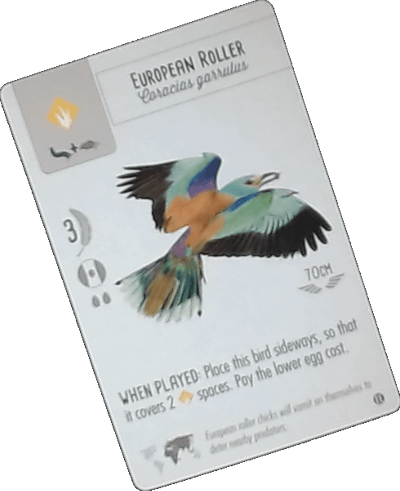 EUROPEAN ROLLER
Coracias garrulus
3
70CM
WHEN PLAYED: Place this bird sideways, so that
it covers 2 spaces. Pay the lower egg cost.
European roller chicks will vomit on themselves to
deter nearby predators.